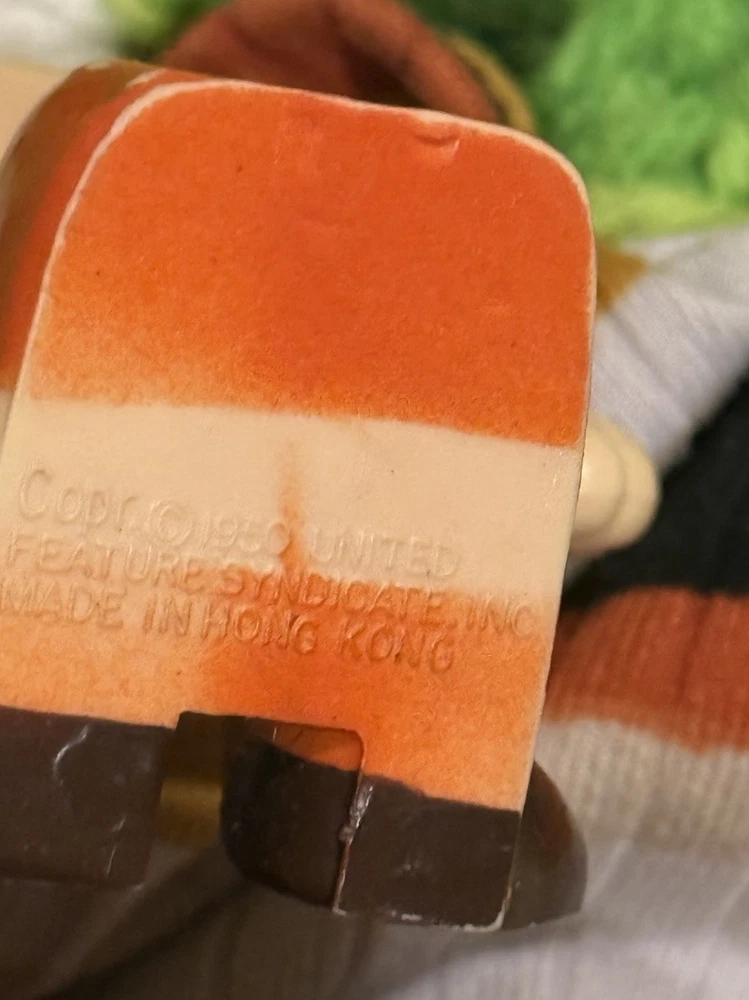 COPR. © 1950 UNITED
FEATURE SYNDICATE, INC
MADE IN HONG KONG